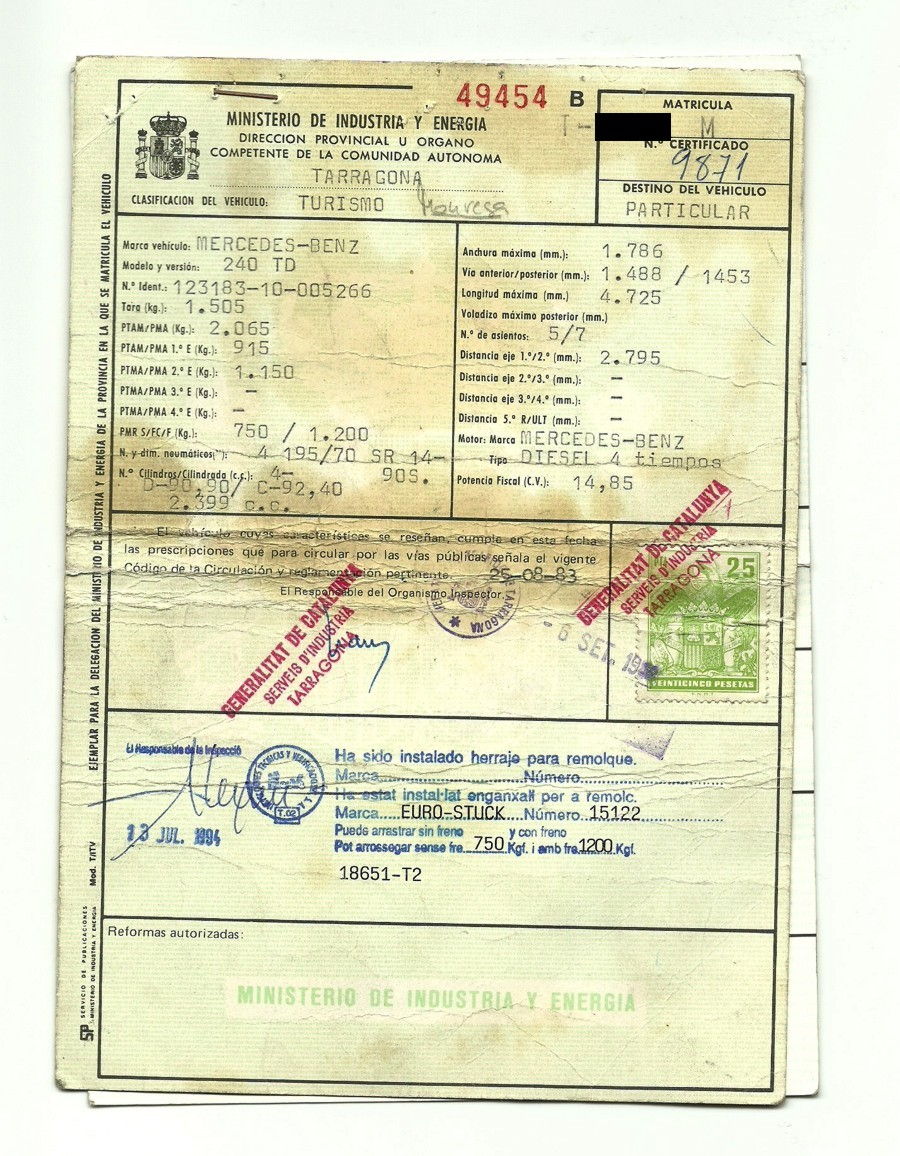 49454 B
MINISTERIO DE INDUSTRIA Y ENERGIA
DIRECCION PROVINCIAL U ORGANO
COMPETENTE DE LA COMUNIDAD AUTONOMA
TARRAGONA
CLASIFICACION DEL VEHICULO: TURISMO
MATRICULA
T- M
N.º CERTIFICADO
9871
DESTINO DEL VEHICULO
PARTICULAR
Marca vehículo: MERCEDES-BENZ
Modelo y versión: 240 TD
N.º Ident.: 123183-10-005266
Tara (kg.): 1.505
PTAM/PMA (Kg.): 2.065
PTAM/PMA 1.º E (Kg.): 915
PTMA/PMA 2.º E (Kg.): 1.150
PTMA/PMA 3.º E (Kg.): -
PTMA/PMA 4.º E (Kg.): -
PMR S/FC/F (Kg.): 750 / 1.200
N. y dim. neumáticos("): 4 195/70 SR 14-
N.º Cilindros/Cilindrada (c.c.): 4- 90S.
D-90,90/ C-92,40
2.399 c.c.
Anchura máxima (mm.): 1.786
Vía anterior/posterior (mm.): 1.488 / 1453
Longitud máxima (mm.) 4.725
Voladizo máximo posterior (mm.)
N.º de asientos: 5/7
Distancia eje 1.º/2.º (mm.): 2.795
Distancia eje 2.º/3.º (mm.): -
Distancia eje 3.º/4.º (mm.): -
Distancia 5.º R/ULT (mm.): -
Motor: Marca MERCEDES-BENZ
Tipo DIESEL 4 tiempos
Potencia Fiscal (C.V.): 14,85
El vehículo cuyas características se reseñan, cumple en esta fecha
las prescripciones que para circular por las vías públicas señala el vigente
Código de la Circulación y reglamentación pertinente. 26-08-83
El Responsable del Organismo Inspector,
GENERALITAT DE CATALUNYA
SERVEIS D'INDUSTRIA
TARRAGONA
DE TARRAGONA
- 6 SET.
GENERALITAT DE CATALUNYA
SERVEIS D'INDUSTRIA
TARRAGONA
25
VEINTICINCO PESETAS
El Responsable de la Inspecció
13 JUL. 1994
Ha sido instalado herraje para remolque.
Marca Número
Ha estat instal·lat enganxall per a remolc.
Marca EURO-STUCK Número 15122
Puede arrastrar sin freno y con freno
Pot arrossegar sense fre 750 Kgf. i amb fre 1200 Kgf.
18651-T2
Reformas autorizadas:
MINISTERIO DE INDUSTRIA Y ENERGIA
EJEMPLAR PARA LA DELEGACION DEL MINISTERIO DE INDUSTRIA Y ENERGIA DE LA PROVINCIA EN LA QUE SE MATRICULA EL VEHICULO
Mod. T/ITV
SERVICIO DE PUBLICACIONES
MINISTERIO DE INDUSTRIA Y ENERGIA
SP